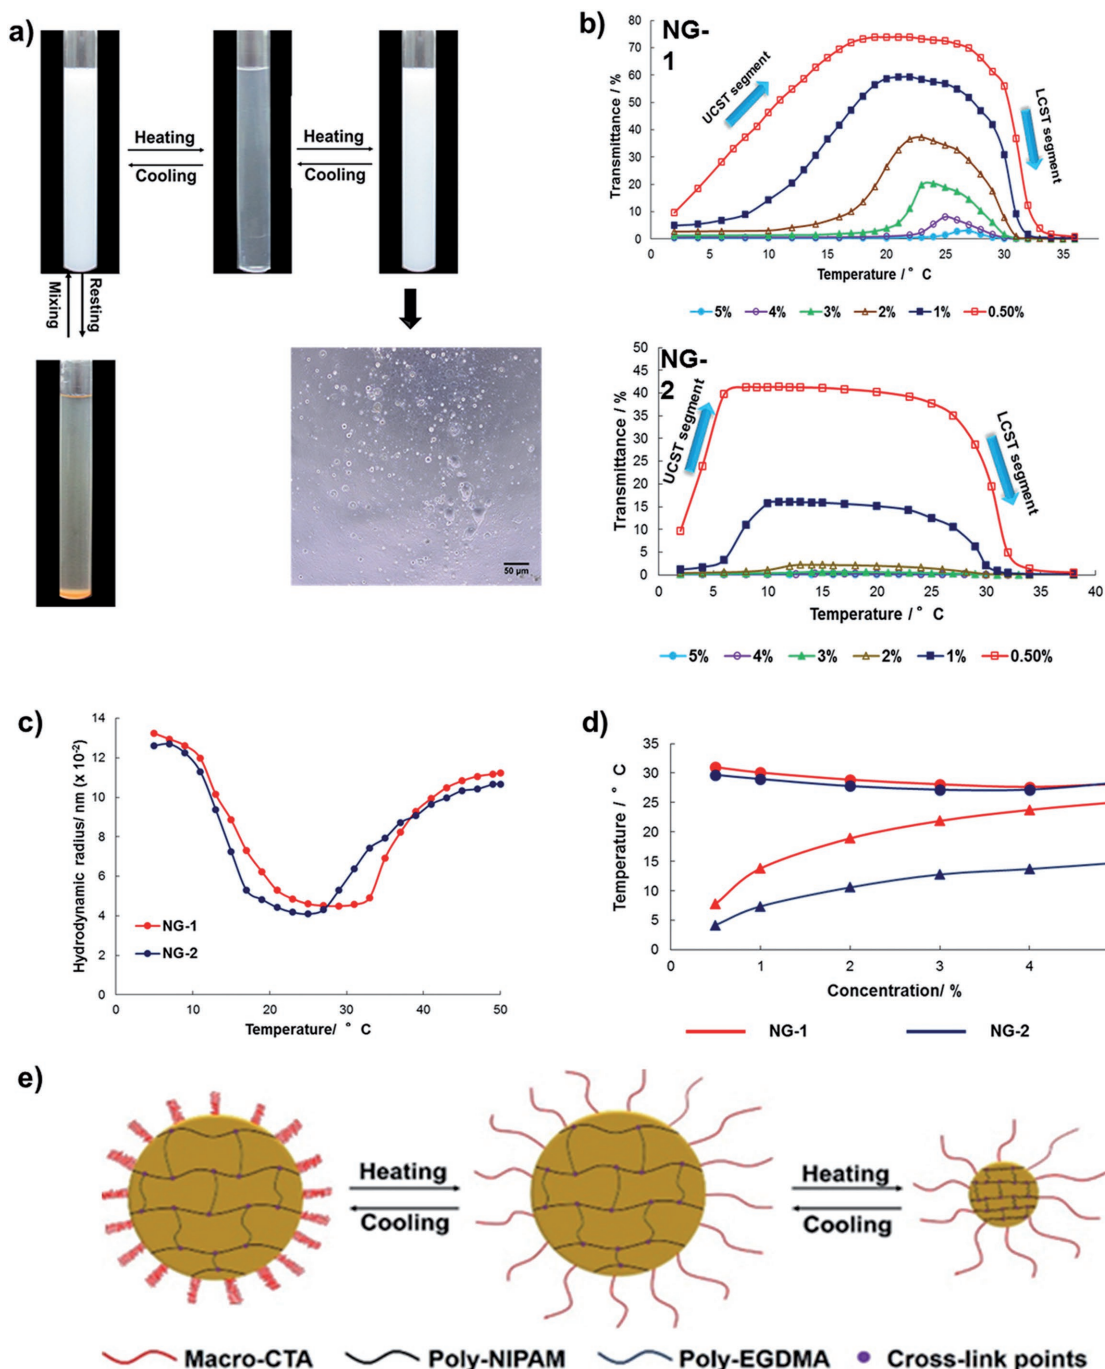 a)
Heating
Cooling
Heating
Cooling
Mixing
Resting
50 µm
b)
NG-
1
Transmittance / %
80
70
60
50
40
30
20
10
0
UCST segment
LCST segment
0 5 10 15 20 25 30 35
Temperature / ° C
5% 4% 3% 2% 1% 0.50%
NG-
2
Transmittance / %
50
45
40
35
30
25
20
15
10
5
0
UCST segment
LCST segment
0 5 10 15 20 25 30 35 40
Temperature / ° C
5% 4% 3% 2% 1% 0.50%
c)
Hydrodynamic radius/ nm (x 10⁻²)
14
12
10
8
6
4
2
0
NG-1
NG-2
0 10 20 30 40 50
Temperature/ ° C
d)
Temperature / ° C
35
30
25
20
15
10
5
0
0 1 2 3 4
Concentration/ %
NG-1 NG-2
e)
Heating
Cooling
Heating
Cooling
Macro-CTA Poly-NIPAM Poly-EGDMA Cross-link points